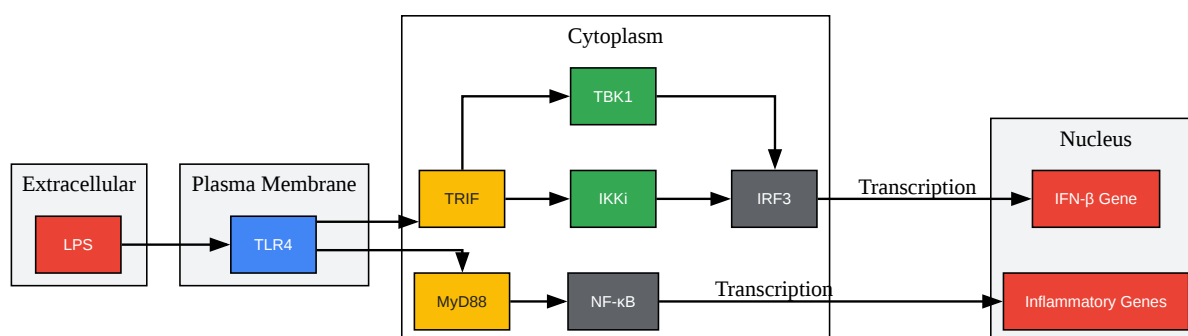 Cytoplasm
TBK1
Nucleus
Extracellular
Plasma Membrane
TRIF
IKKi
IRF3
Transcription
IFN-β Gene
LPS
TLR4
MyD88
NF-κB
Transcription
Inflammatory Genes